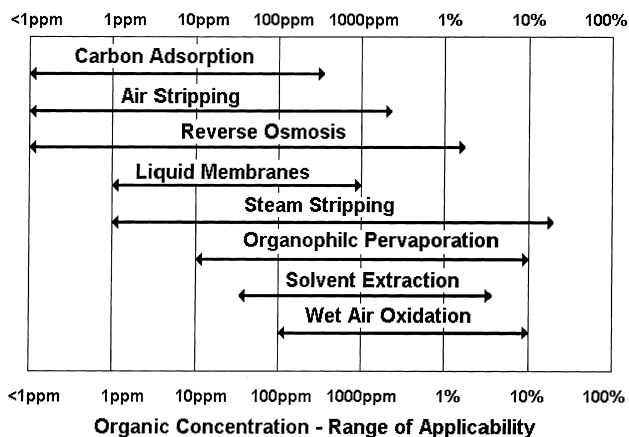 <1ppm 1ppm 10ppm 100ppm 1000ppm 1% 10% 100%
Carbon Adsorption
Air Stripping
Reverse Osmosis
Liquid Membranes
Steam Stripping
Organophilc Pervaporation
Solvent Extraction
Wet Air Oxidation
<1ppm 1ppm 10ppm 100ppm 1000ppm 1% 10% 100%
Organic Concentration - Range of Applicability